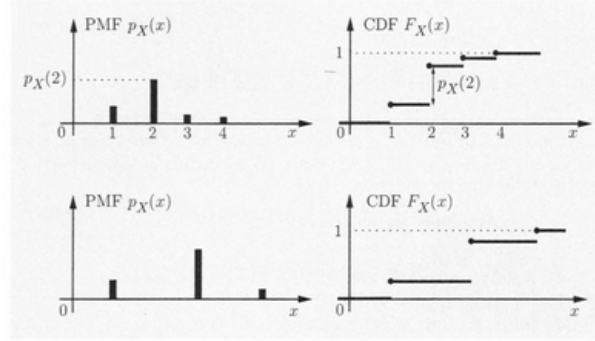 PMF p_X(x)
p_X(2)
0 1 2 3 4 x
CDF F_X(x)
1
p_X(2)
0 1 2 3 4 x
PMF p_X(x)
0 x
CDF F_X(x)
1
0 x